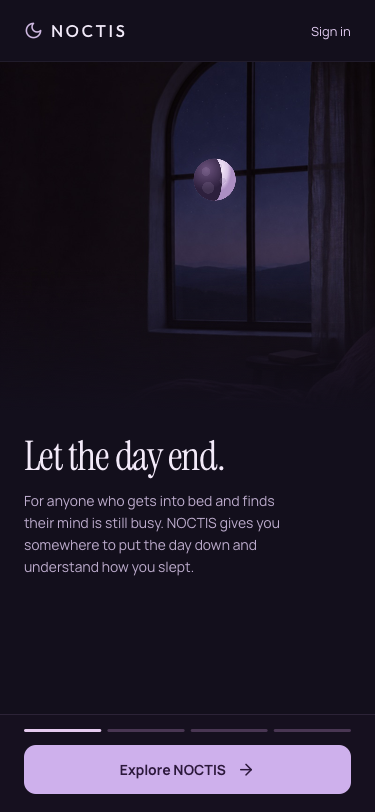 NOCTIS
Sign in
Let the day end.
For anyone who gets into bed and finds
their mind is still busy. NOCTIS gives you
somewhere to put the day down and
understand how you slept.
Explore NOCTIS